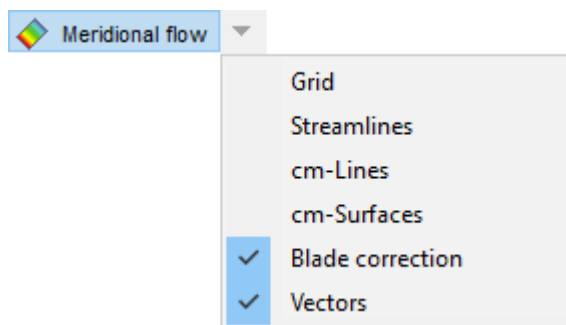 Meridional flow
Grid
Streamlines
cm-Lines
cm-Surfaces
Blade correction
Vectors